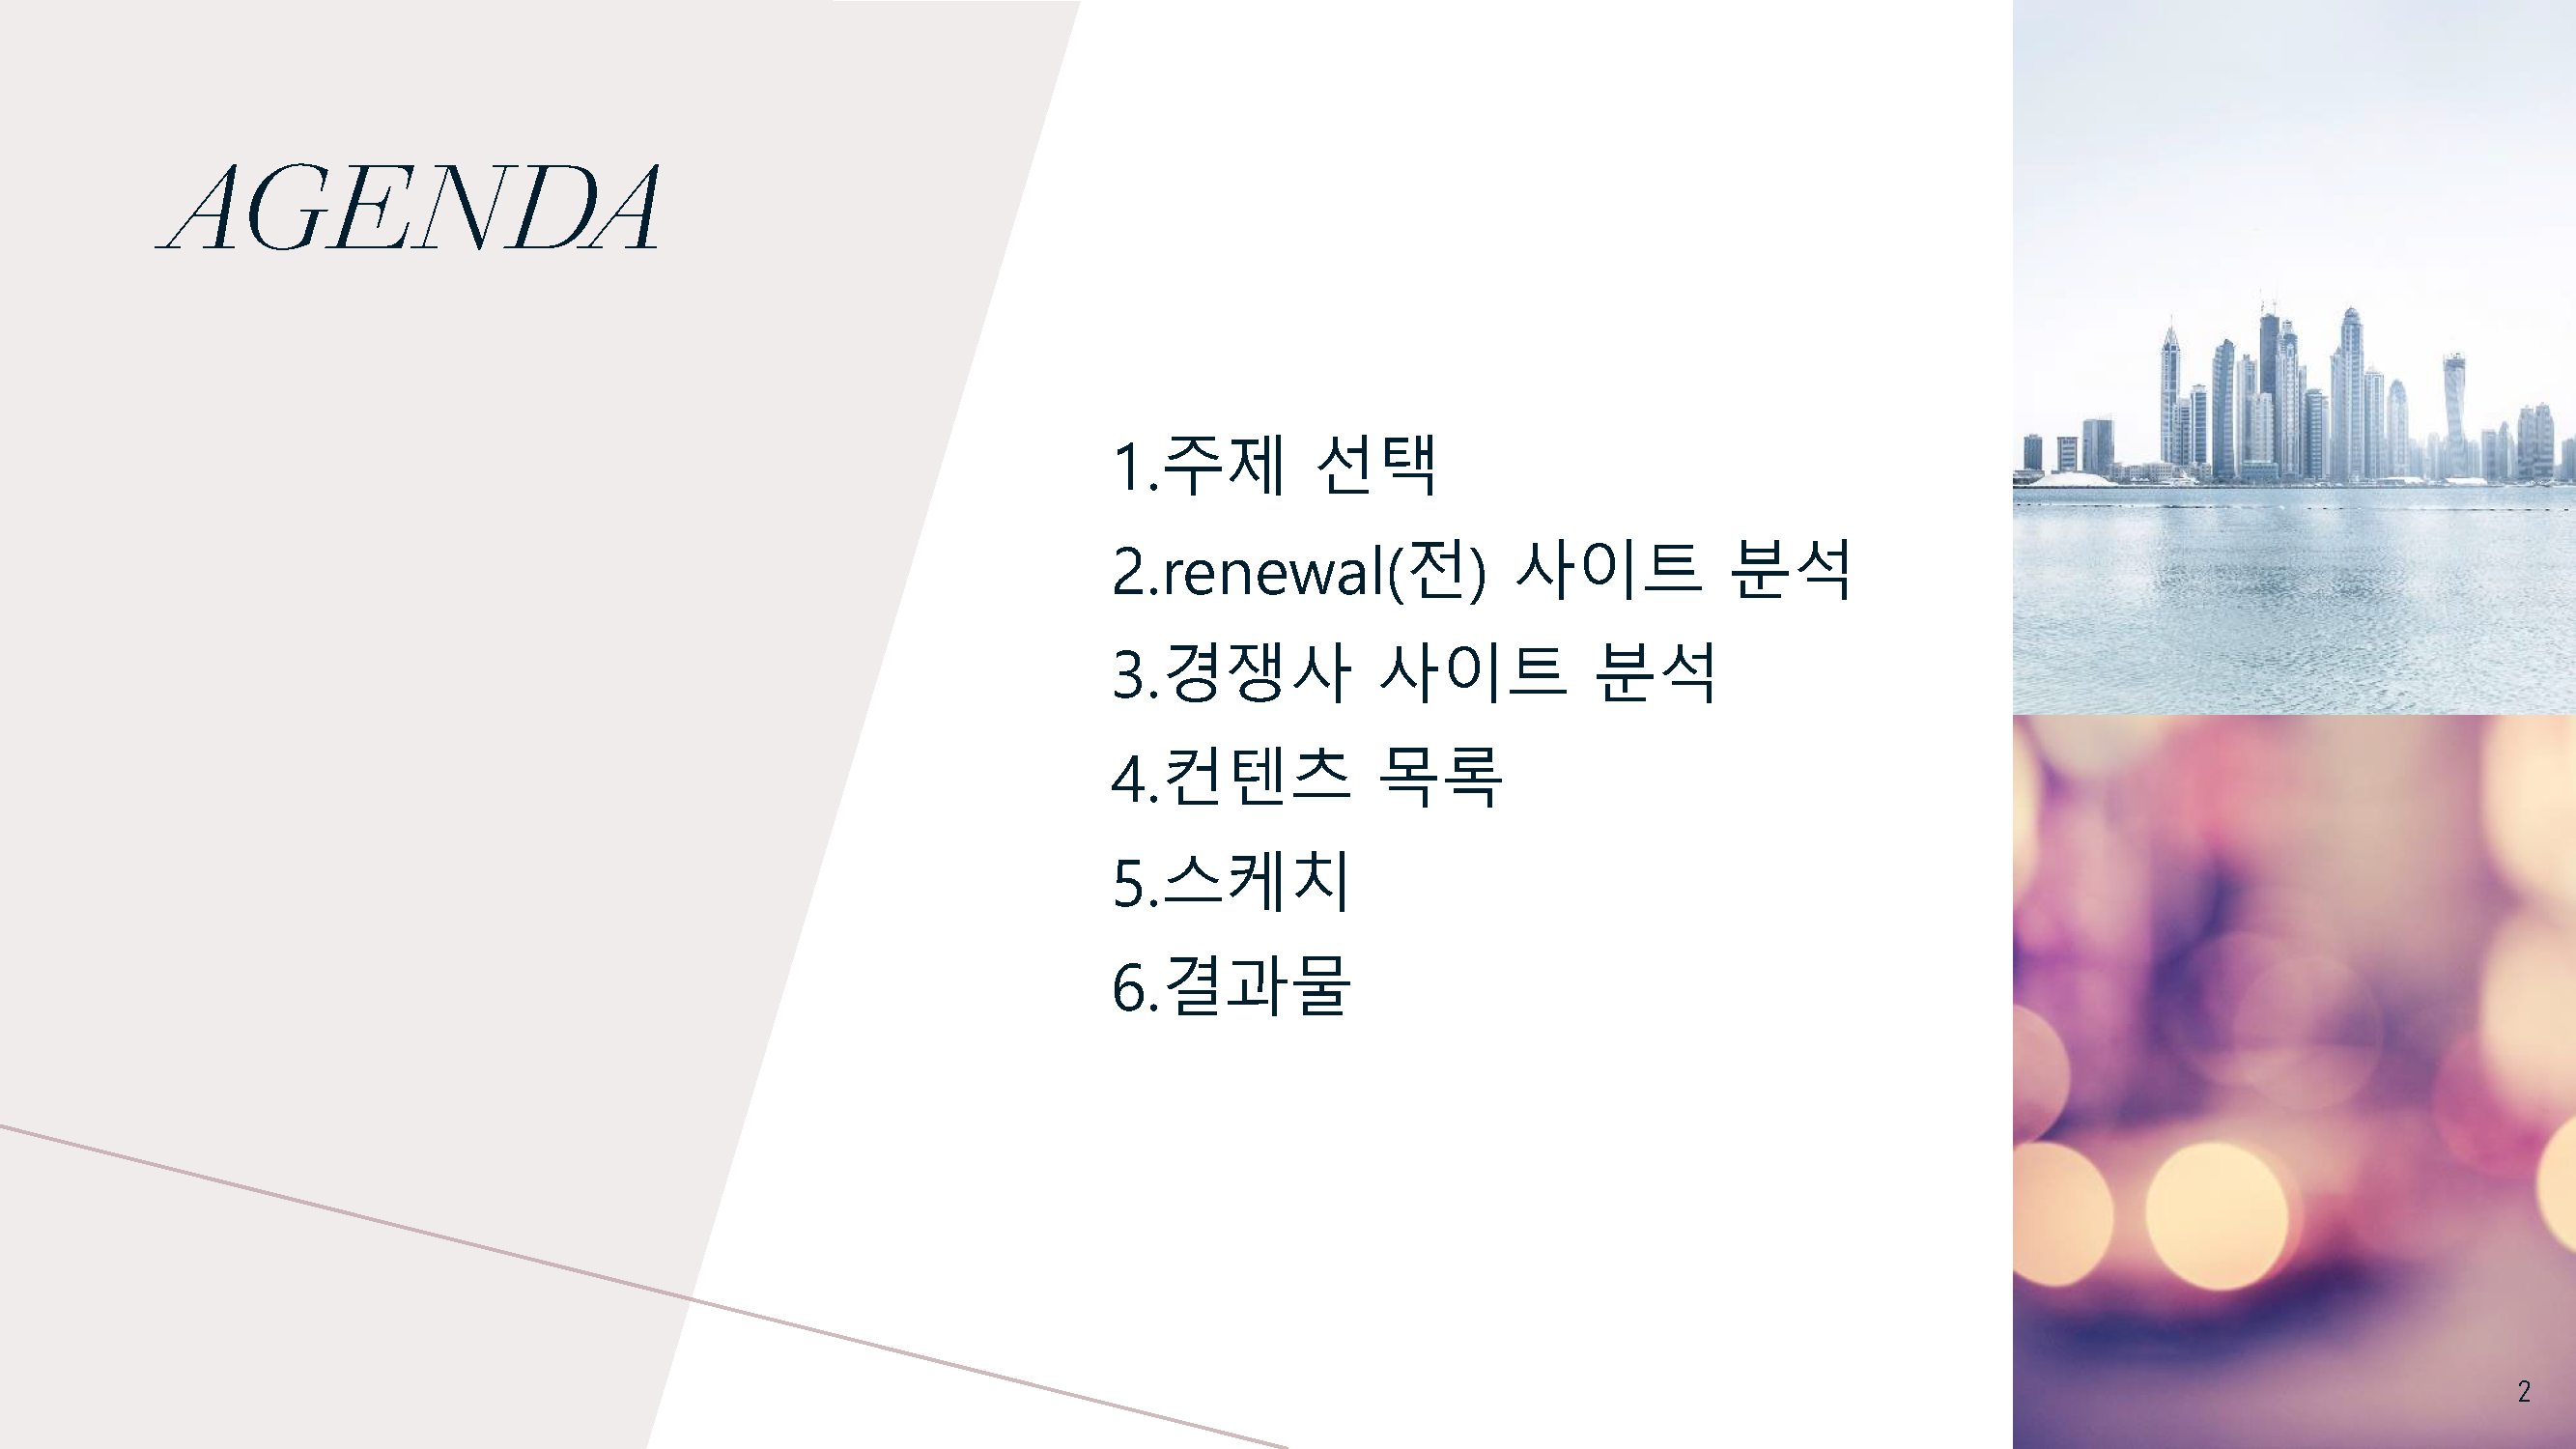 AGENDA
1.주제 선택
2.renewal(전) 사이트 분석
3.경쟁사 사이트 분석
4.컨텐츠 목록
5.스케치
6.결과물
2